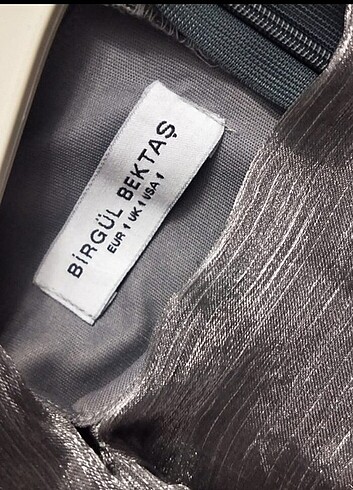 BİRGÜL BEKTAŞ
EUR 1 UK 1 USA 1